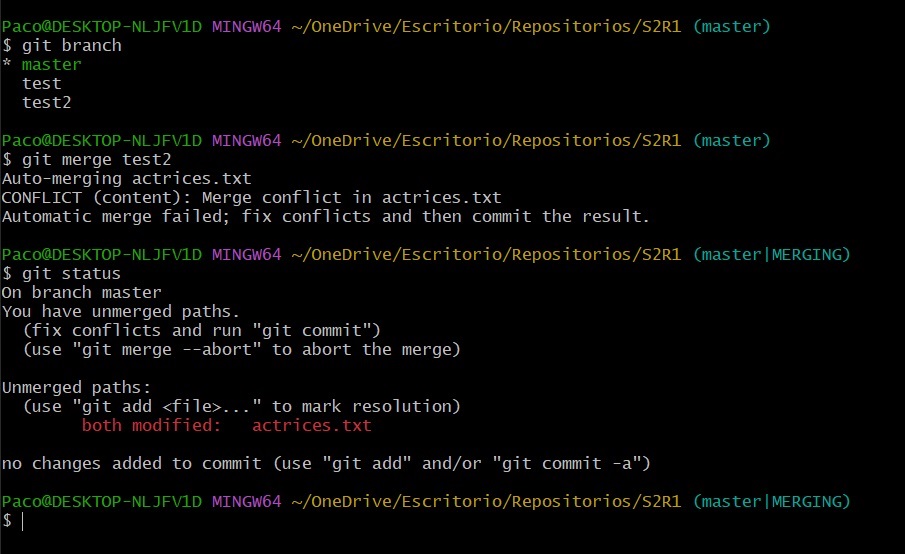 Paco@DESKTOP-NLJFV1D MINGW64 ~/OneDrive/Escritorio/Repositorios/S2R1 (master)
$ git branch
* master
  test
  test2

Paco@DESKTOP-NLJFV1D MINGW64 ~/OneDrive/Escritorio/Repositorios/S2R1 (master)
$ git merge test2
Auto-merging actrices.txt
CONFLICT (content): Merge conflict in actrices.txt
Automatic merge failed; fix conflicts and then commit the result.

Paco@DESKTOP-NLJFV1D MINGW64 ~/OneDrive/Escritorio/Repositorios/S2R1 (master|MERGING)
$ git status
On branch master
You have unmerged paths.
  (fix conflicts and run "git commit")
  (use "git merge --abort" to abort the merge)

Unmerged paths:
  (use "git add <file>..." to mark resolution)
        both modified:   actrices.txt

no changes added to commit (use "git add" and/or "git commit -a")

Paco@DESKTOP-NLJFV1D MINGW64 ~/OneDrive/Escritorio/Repositorios/S2R1 (master|MERGING)
$